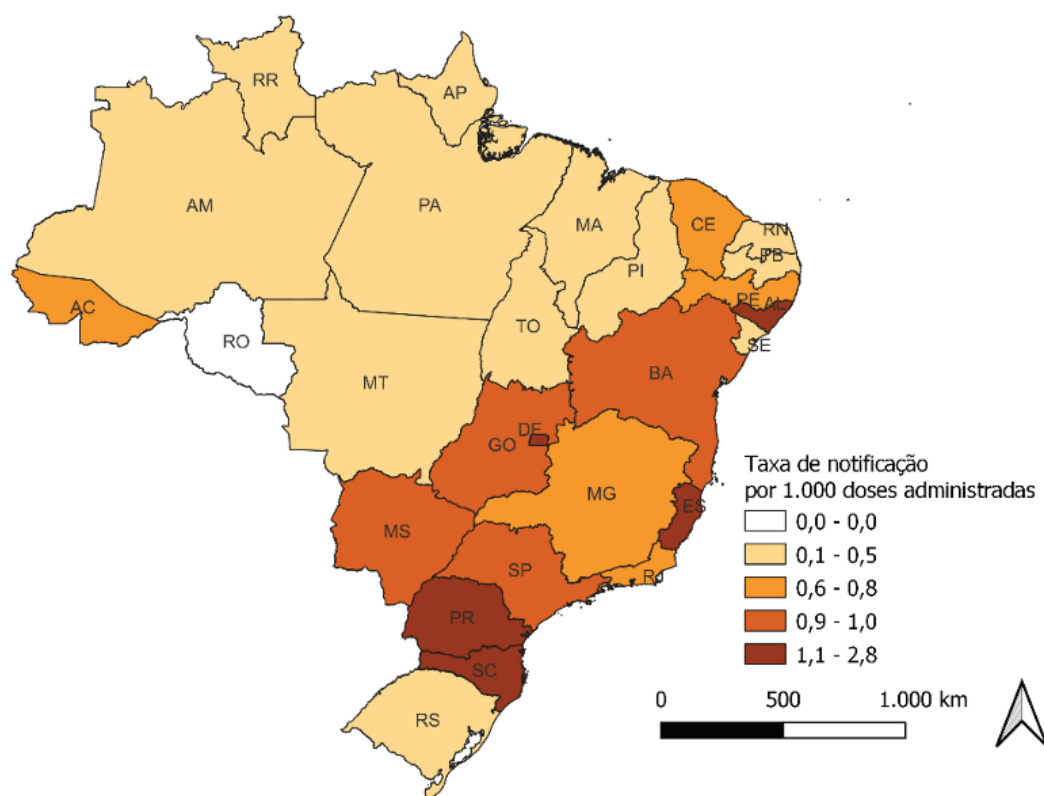 RR
AP
AM
PA
MA
CE
RN
PB
PI
PE
AL
AC
RO
TO
SE
MT
BA
DF
GO
MG
ES
MS
SP
RJ
PR
SC
RS
Taxa de notificação
por 1.000 doses administradas
0,0 - 0,0
0,1 - 0,5
0,6 - 0,8
0,9 - 1,0
1,1 - 2,8
0 500 1.000 km